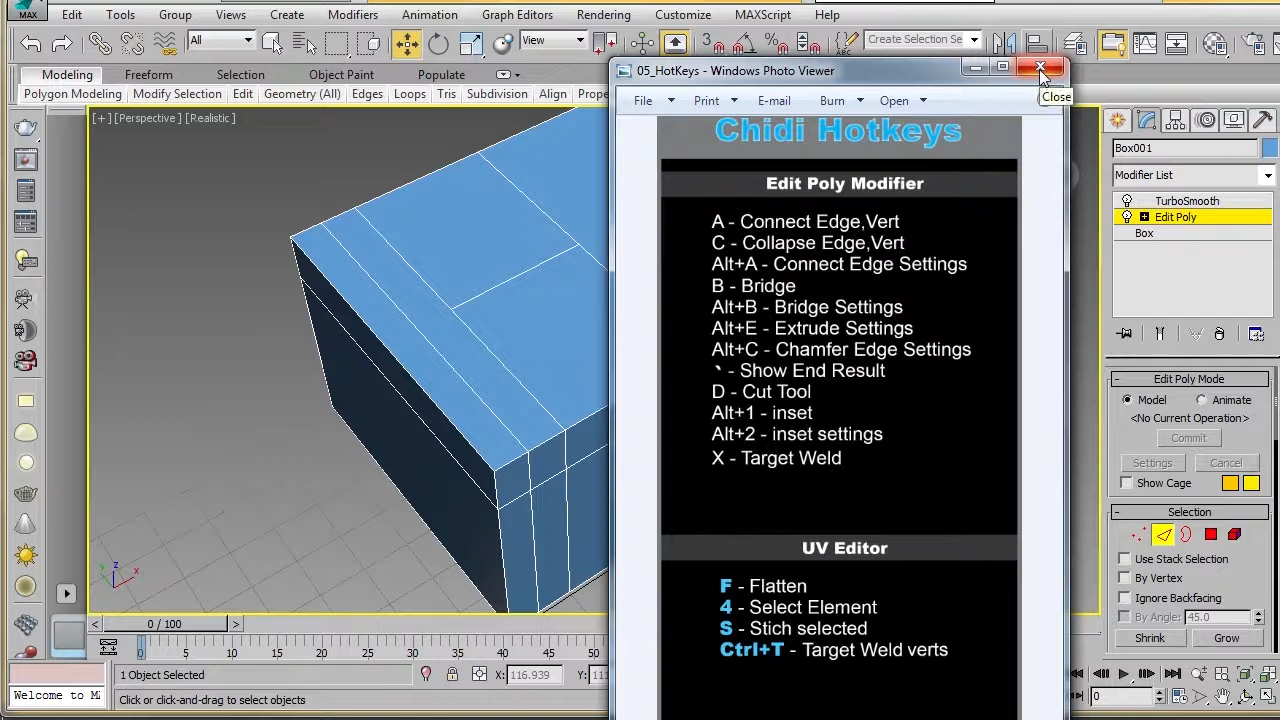 MAX
Edit Tools Group Views Create Modifiers Animation Graph Editors Rendering Customize MAXScript Help
All View Create Selection Se
Modeling Freeform Selection Object Paint Populate
Polygon Modeling Modify Selection Edit Geometry (All) Edges Loops Tris Subdivision Align
[+] [Perspective] [Realistic]
05_HotKeys - Windows Photo Viewer
File Print E-mail Burn Open
Close
Chidi Hotkeys
Edit Poly Modifier
A - Connect Edge,Vert
C - Collapse Edge,Vert
Alt+A - Connect Edge Settings
B - Bridge
Alt+B - Bridge Settings
Alt+E - Extrude Settings
Alt+C - Chamfer Edge Settings
` - Show End Result
D - Cut Tool
Alt+1 - inset
Alt+2 - inset settings
X - Target Weld
UV Editor
F - Flatten
4 - Select Element
S - Stich selected
Ctrl+T - Target Weld verts
Box001
Modifier List
TurboSmooth
Edit Poly
Box
- Edit Poly Mode
Model Animate
<No Current Operation>
Commit
Settings Cancel
Show Cage
- Selection
Use Stack Selection
By Vertex
Ignore Backfacing
By Angle: 45.0
Shrink Grow
z
y x
< 0 / 100 >
0 5 10 15 20 25 30 35 40 45 50
1 Object Selected X: 116.939 Y:
Welcome to Click or click-and-drag to select objects
0